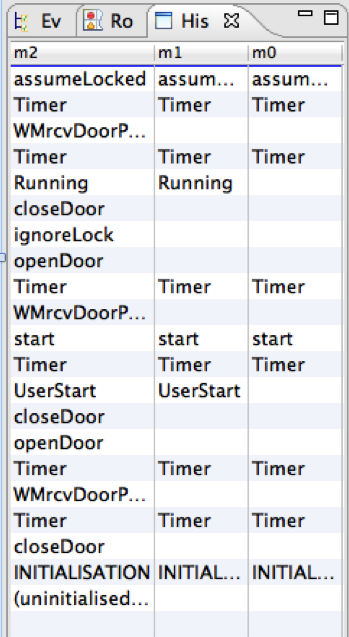 Ev Ro His
m2 m1 m0
assumeLocked assum... assum...
Timer Timer Timer
WMrcvDoorP...
Timer Timer Timer
Running Running
closeDoor
ignoreLock
openDoor
Timer Timer Timer
WMrcvDoorP...
start start start
Timer Timer Timer
UserStart UserStart
closeDoor
openDoor
Timer Timer Timer
WMrcvDoorP...
Timer Timer Timer
closeDoor
INITIALISATION INITIAL... INITIAL...
(uninitialised...